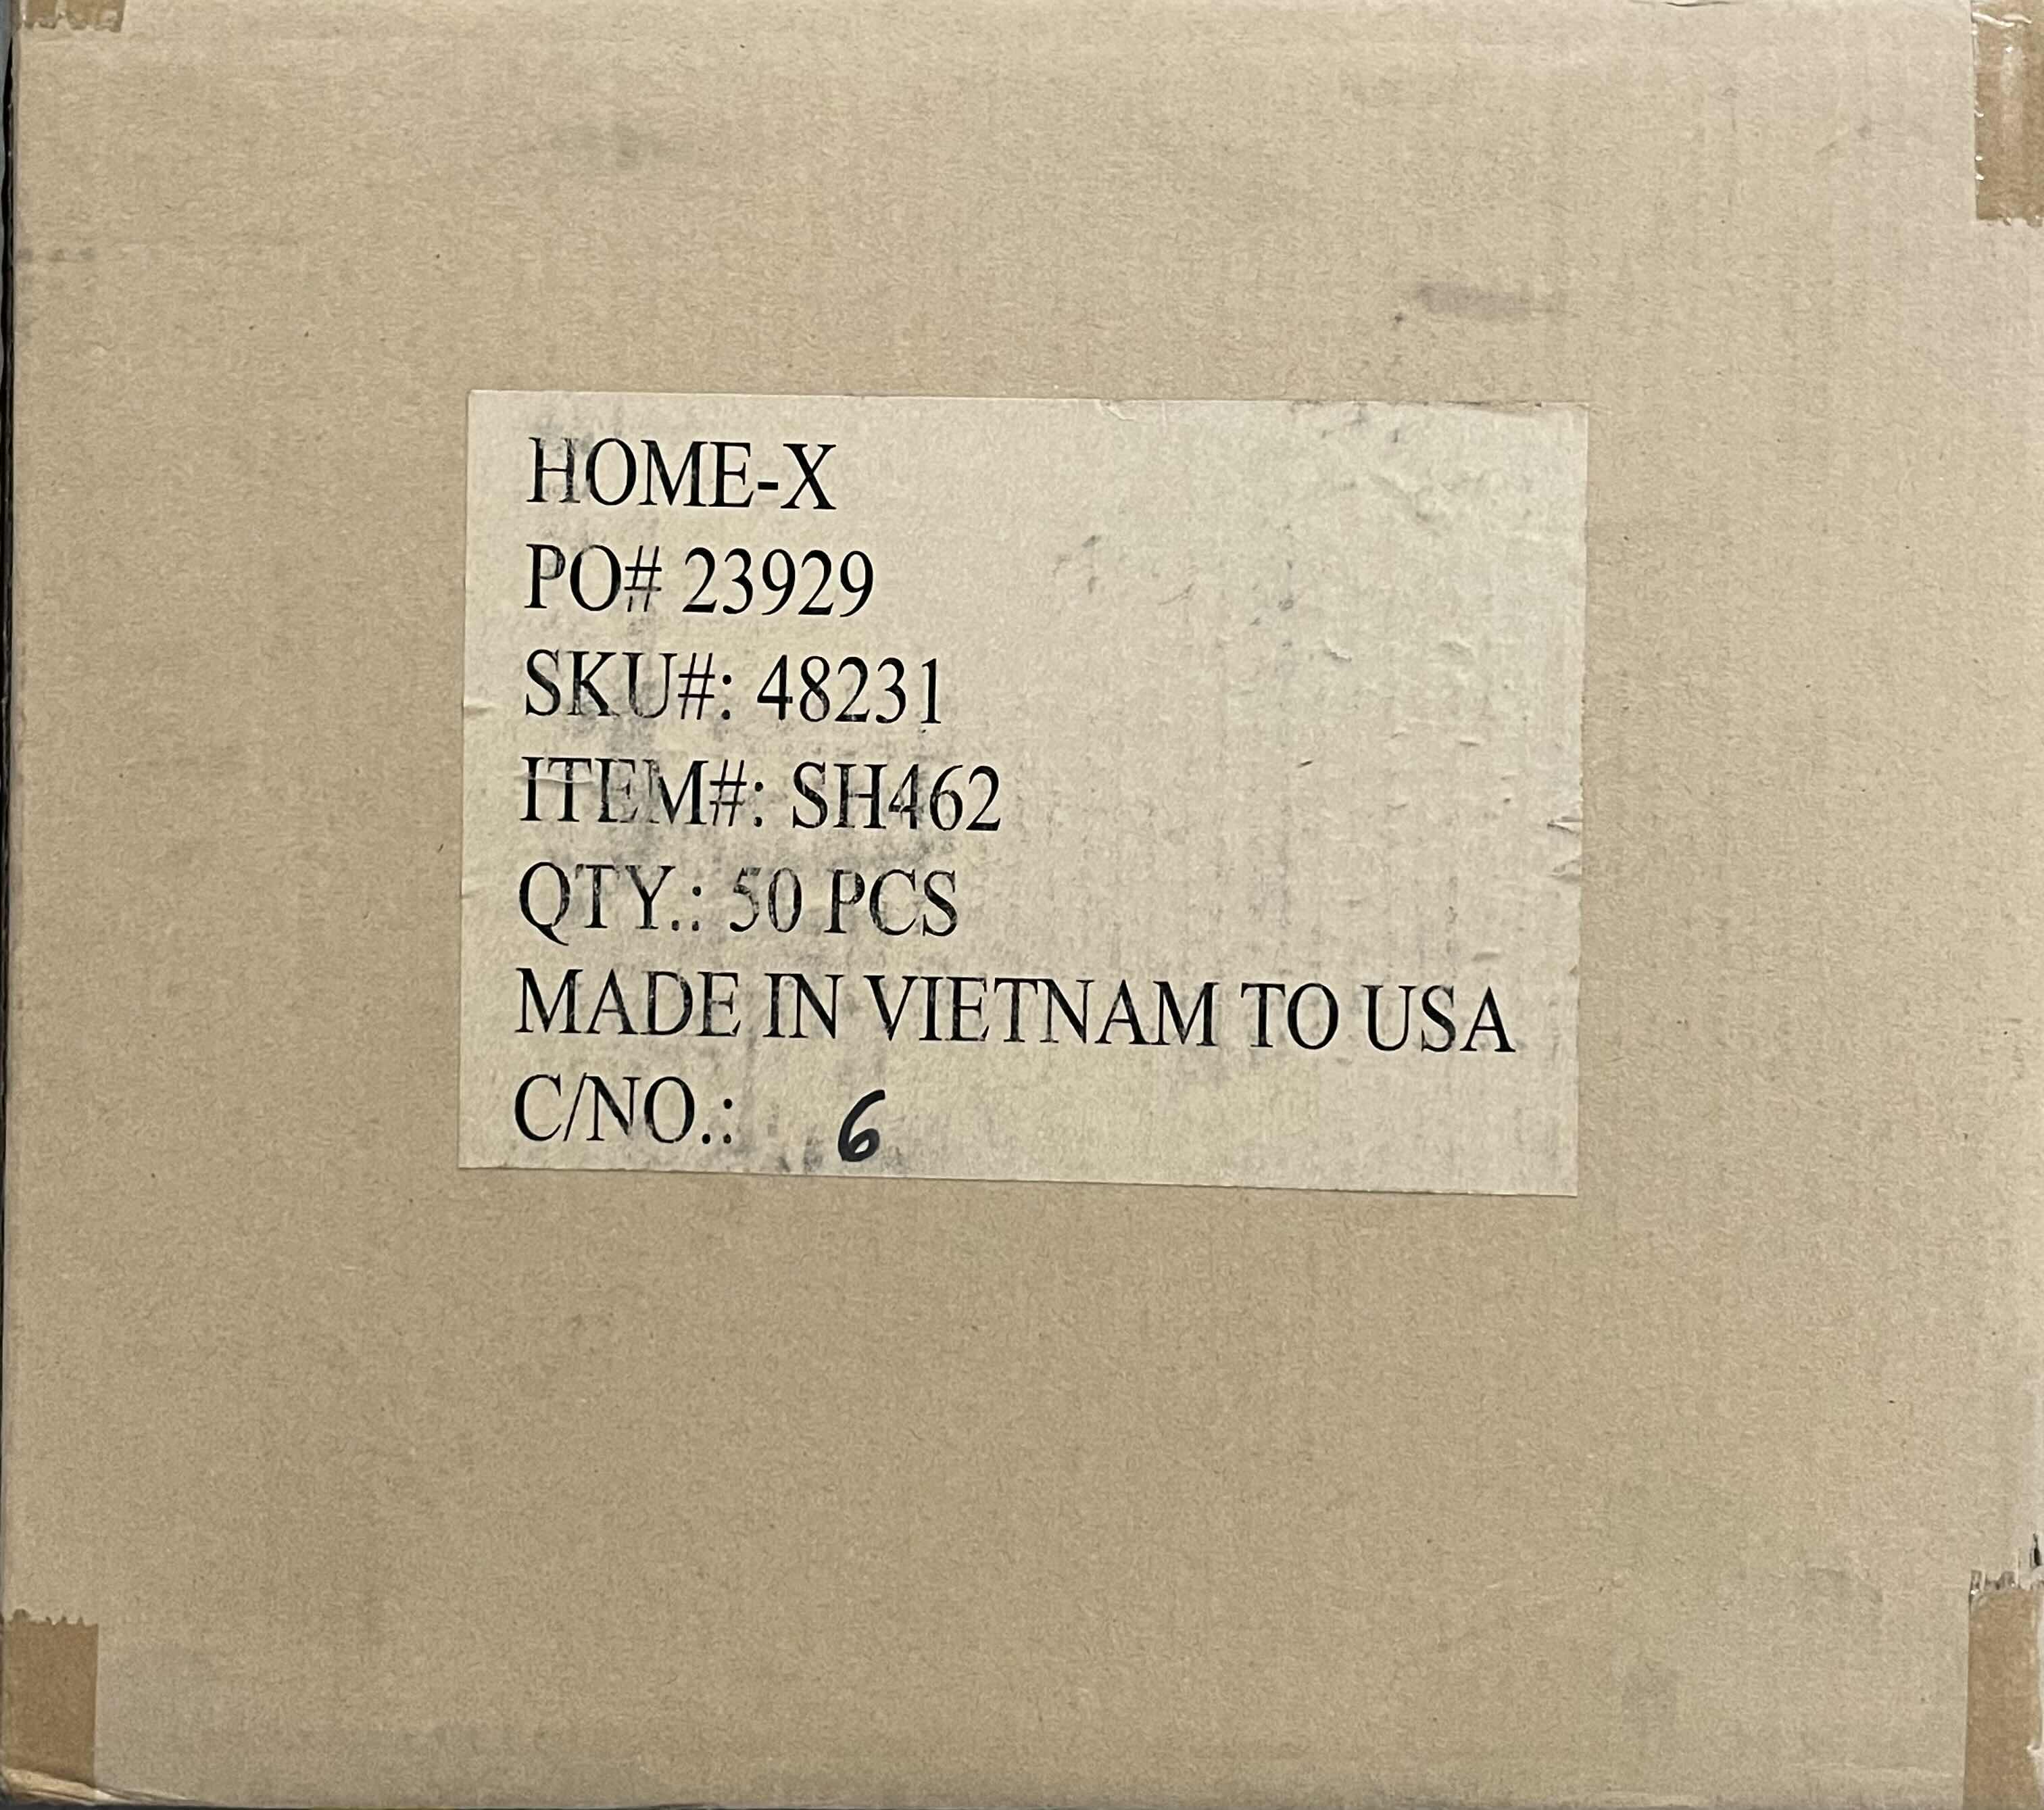 HOME-X
PO# 23929
SKU#: 48231
ITEM#: SH462
QTY.: 50 PCS
MADE IN VIETNAM TO USA
C/NO.: 6